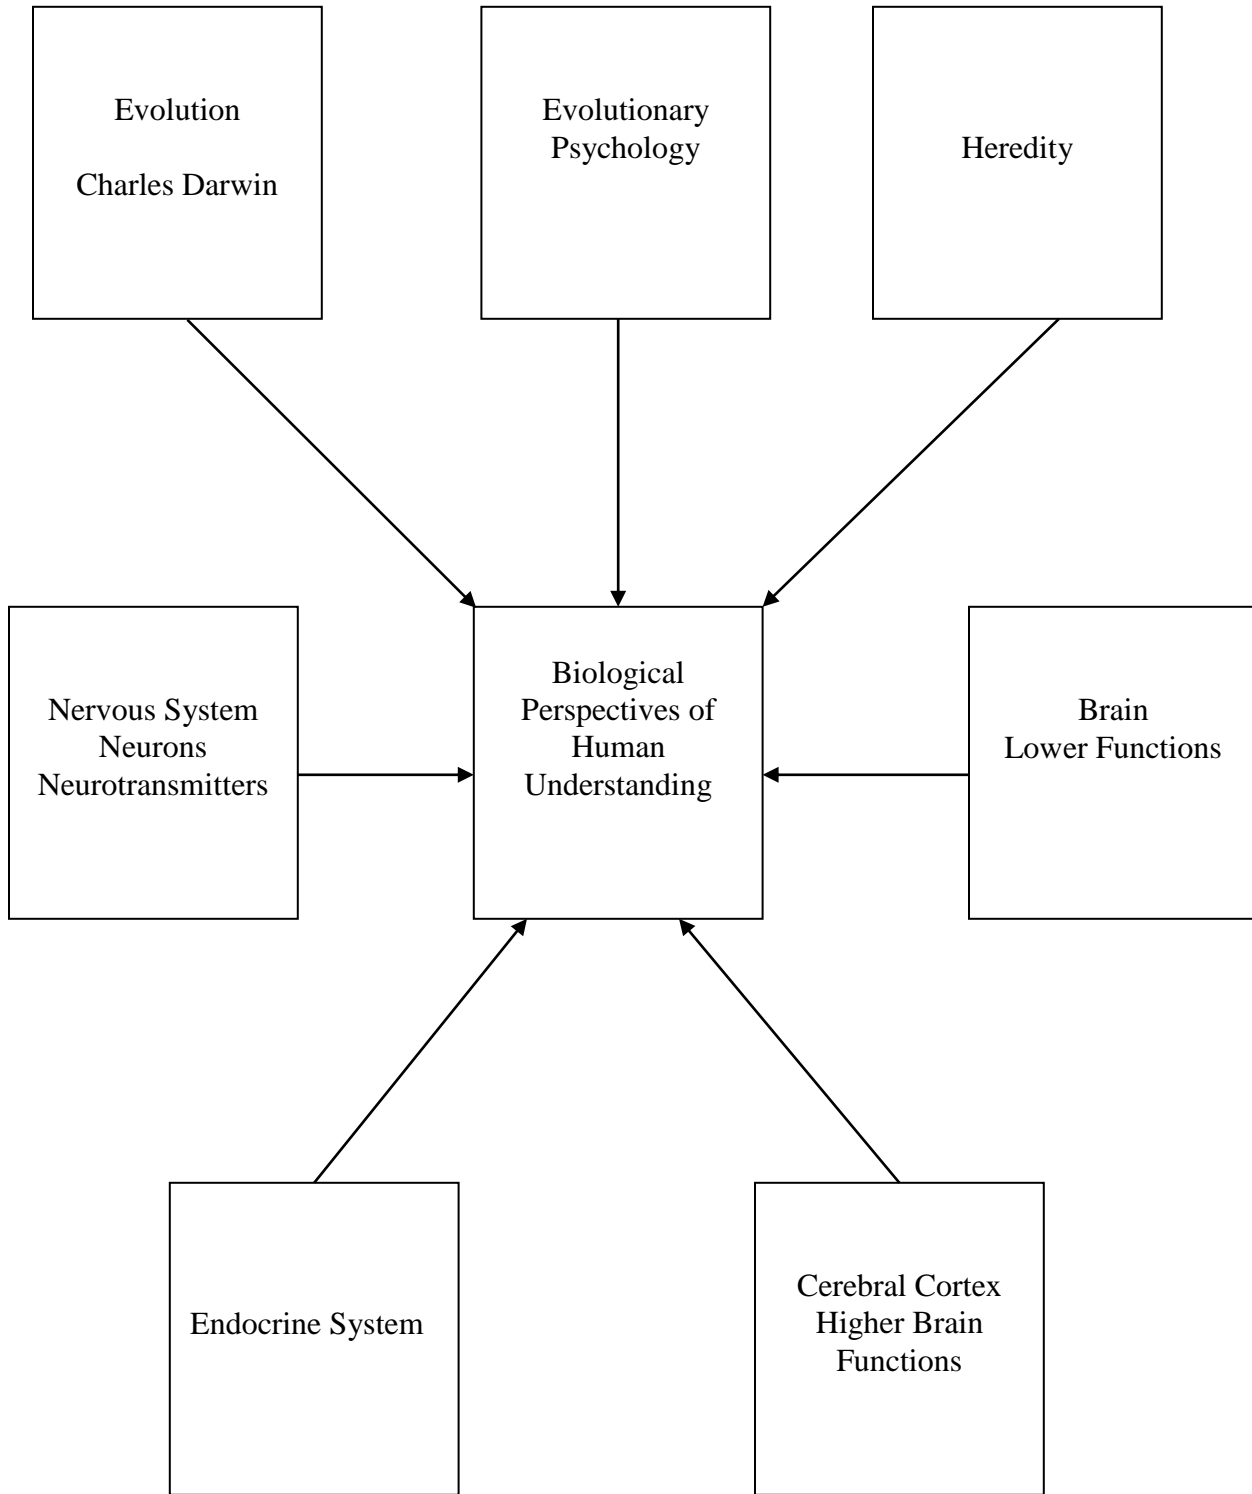 Evolution
Charles Darwin
Evolutionary
Psychology
Heredity
Nervous System
Neurons
Neurotransmitters
Biological
Perspectives of
Human
Understanding
Brain
Lower Functions
Endocrine System
Cerebral Cortex
Higher Brain
Functions